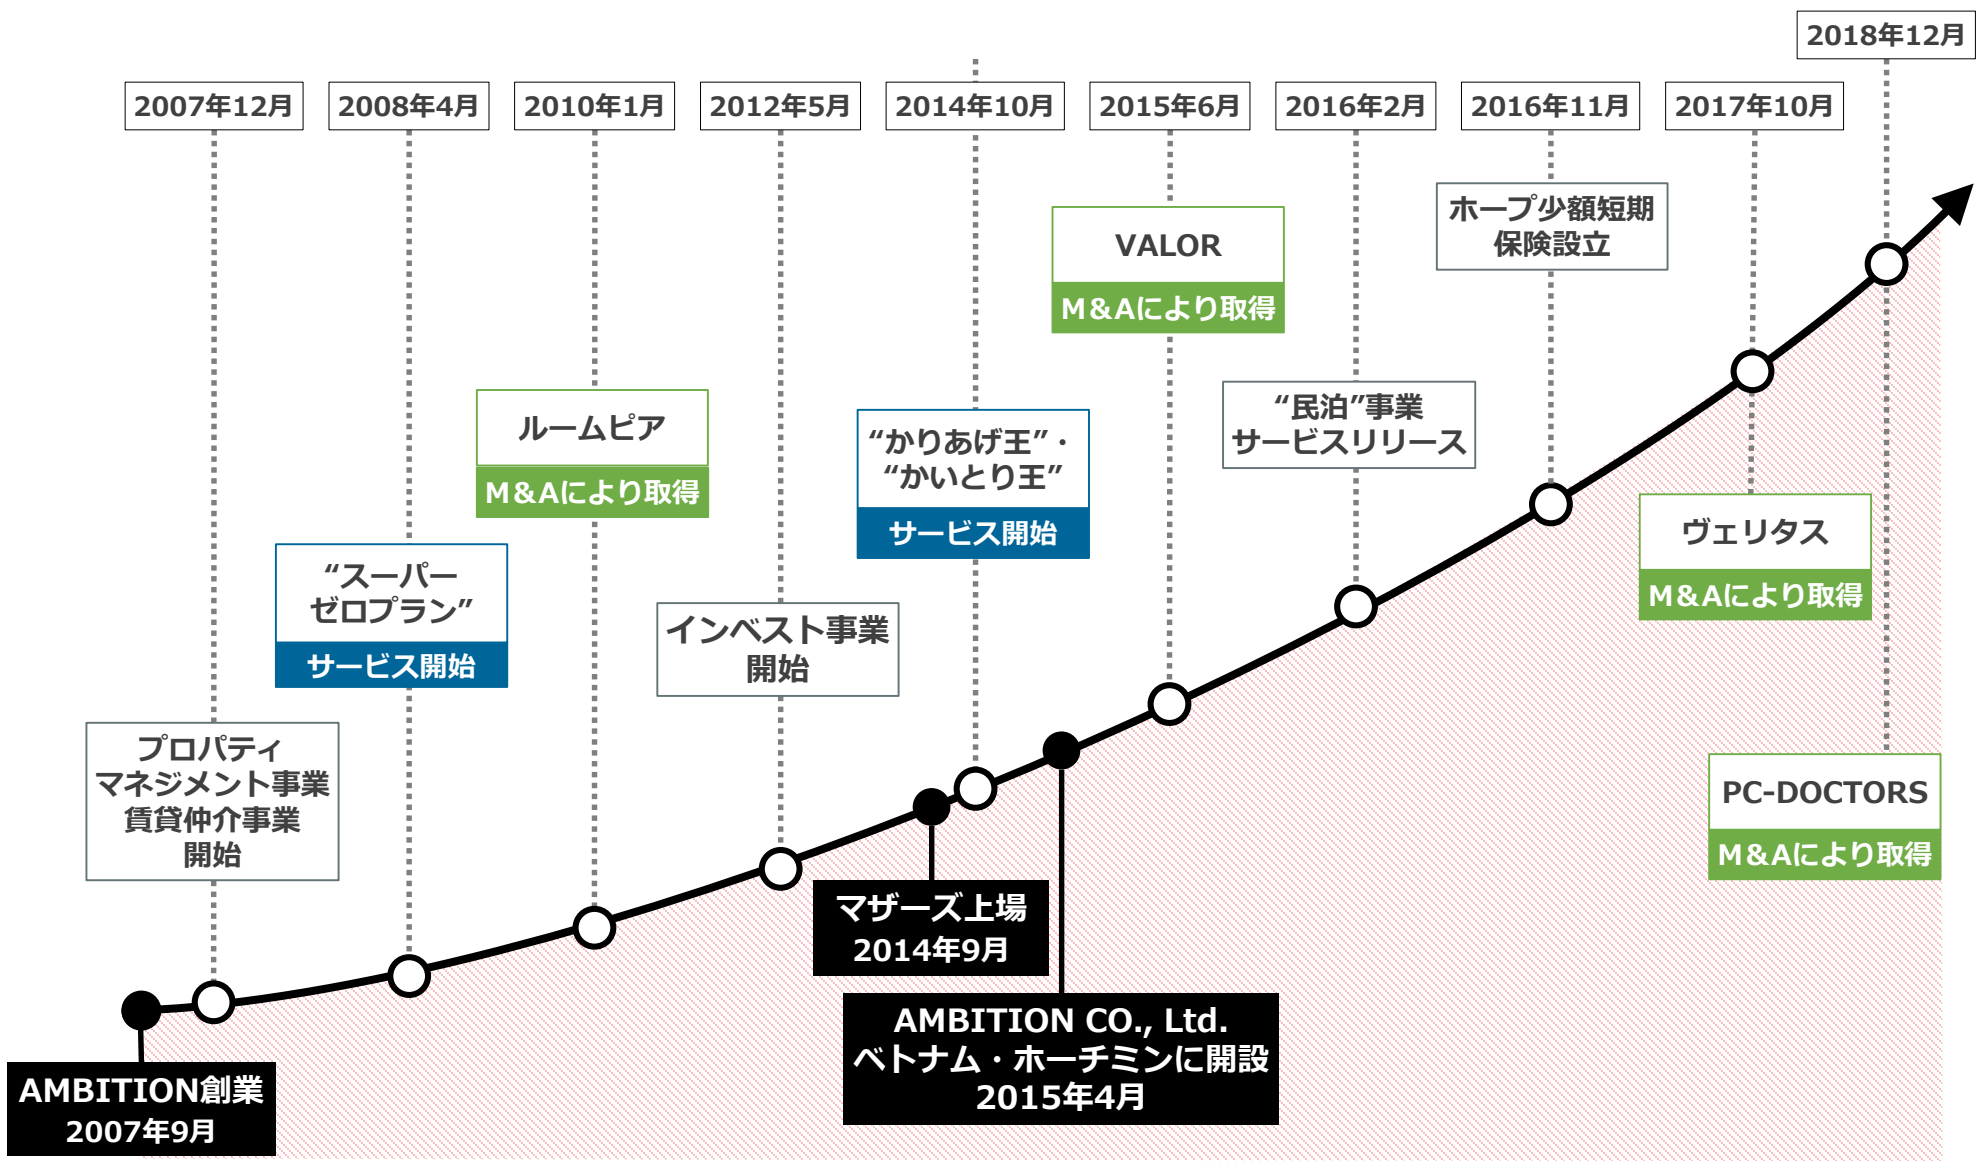 2007年12月
プロパティ
マネジメント事業
賃貸仲介事業
開始
2008年4月
“スーパー
ゼロプラン”
サービス開始
2010年1月
ルームピア
M&Aにより取得
2012年5月
インベスト事業
開始
2014年10月
“かりあげ王”・
“かいとり王”
サービス開始
2015年6月
VALOR
M&Aにより取得
2016年2月
“民泊”事業
サービスリリース
2016年11月
ホープ少額短期
保険設立
2017年10月
ヴェリタス
M&Aにより取得
2018年12月
PC-DOCTORS
M&Aにより取得
AMBITION創業
2007年9月
マザーズ上場
2014年9月
AMBITION CO., Ltd.
ベトナム・ホーチミンに開設
2015年4月